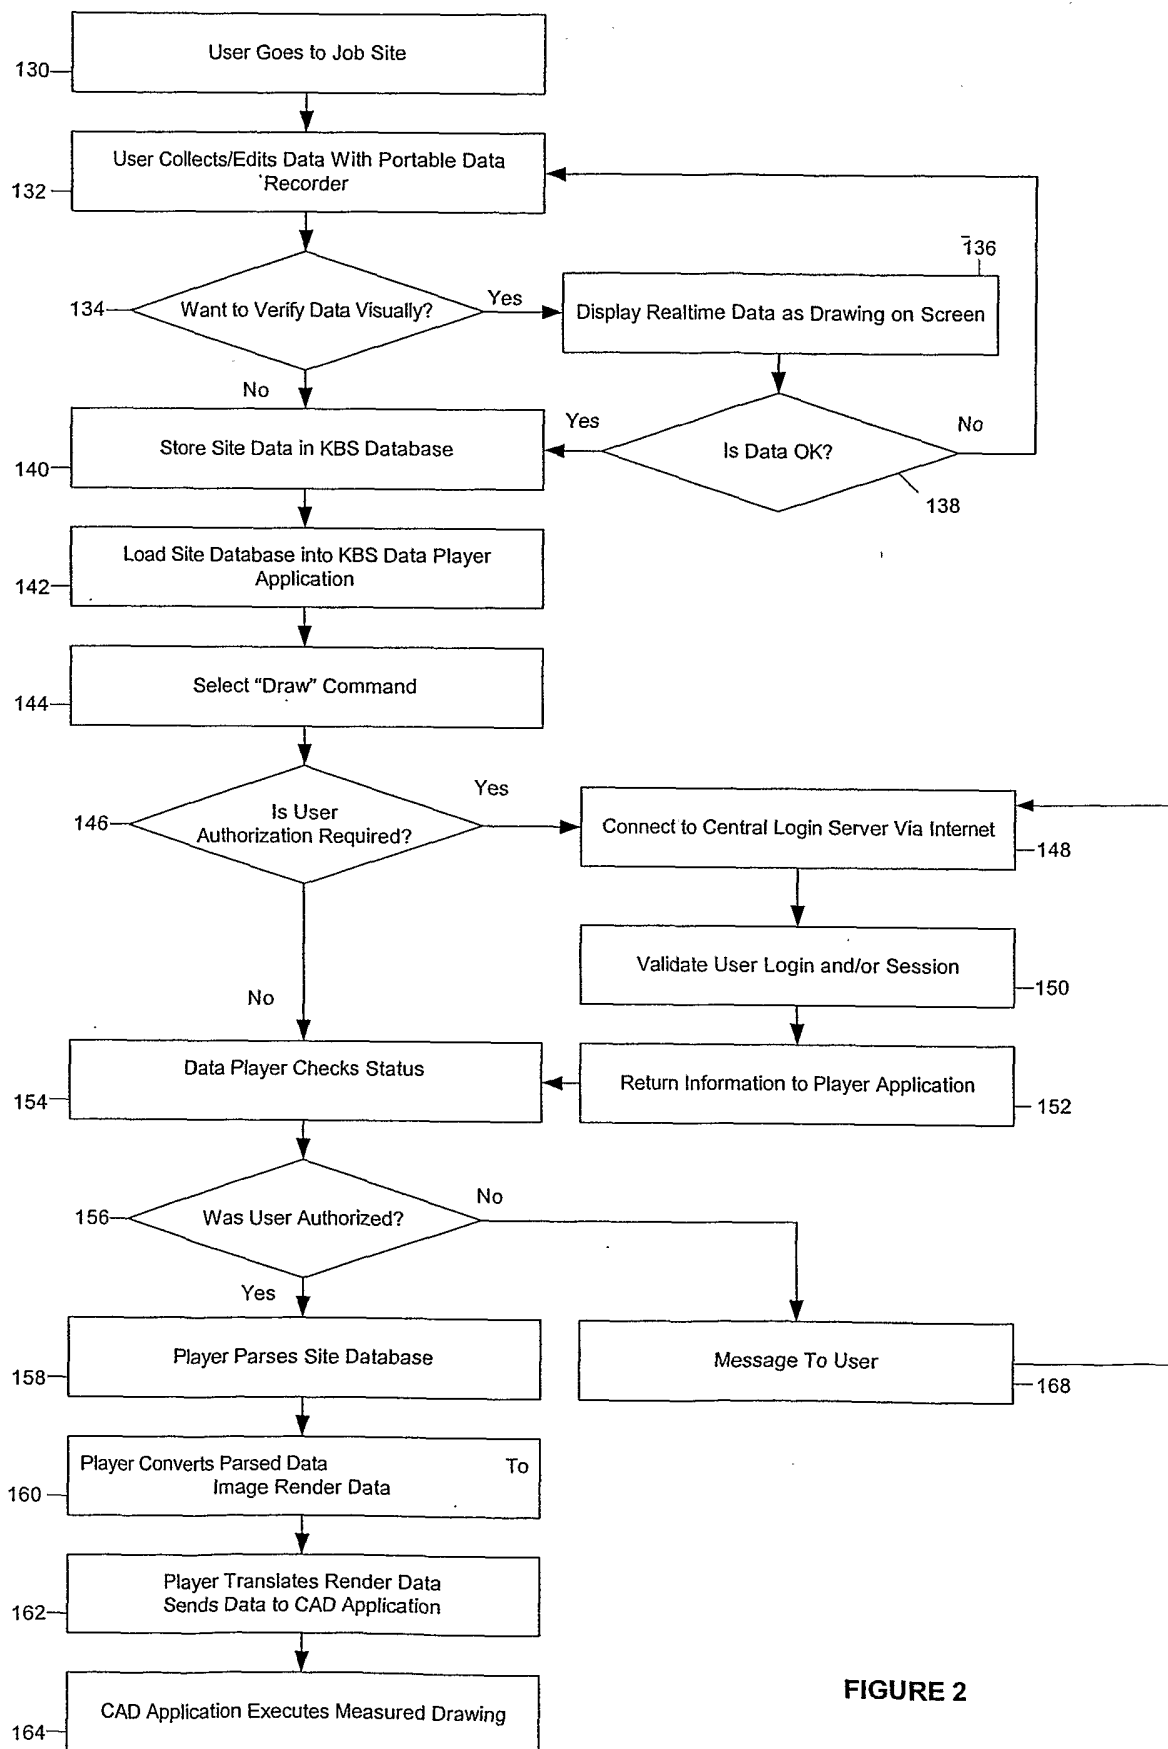 User Goes to Job Site
130
User Collects/Edits Data With Portable Data
Recorder
132
136
134
Want to Verify Data Visually?
Yes
Display Realtime Data as Drawing on Screen
No
Yes
No
Store Site Data in KBS Database
Is Data OK?
140
138
Load Site Database into KBS Data Player
Application
142
Select “Draw” Command
144
Yes
Is User
Authorization Required?
146
Connect to Central Login Server Via Internet
148
Validate User Login and/or Session
150
No
Data Player Checks Status
Return Information to Player Application
154
152
No
156
Was User Authorized?
Yes
Player Parses Site Database
Message To User
158
168
Player Converts Parsed Data To
Image Render Data
160
Player Translates Render Data
Sends Data to CAD Application
162
CAD Application Executes Measured Drawing
164
FIGURE 2